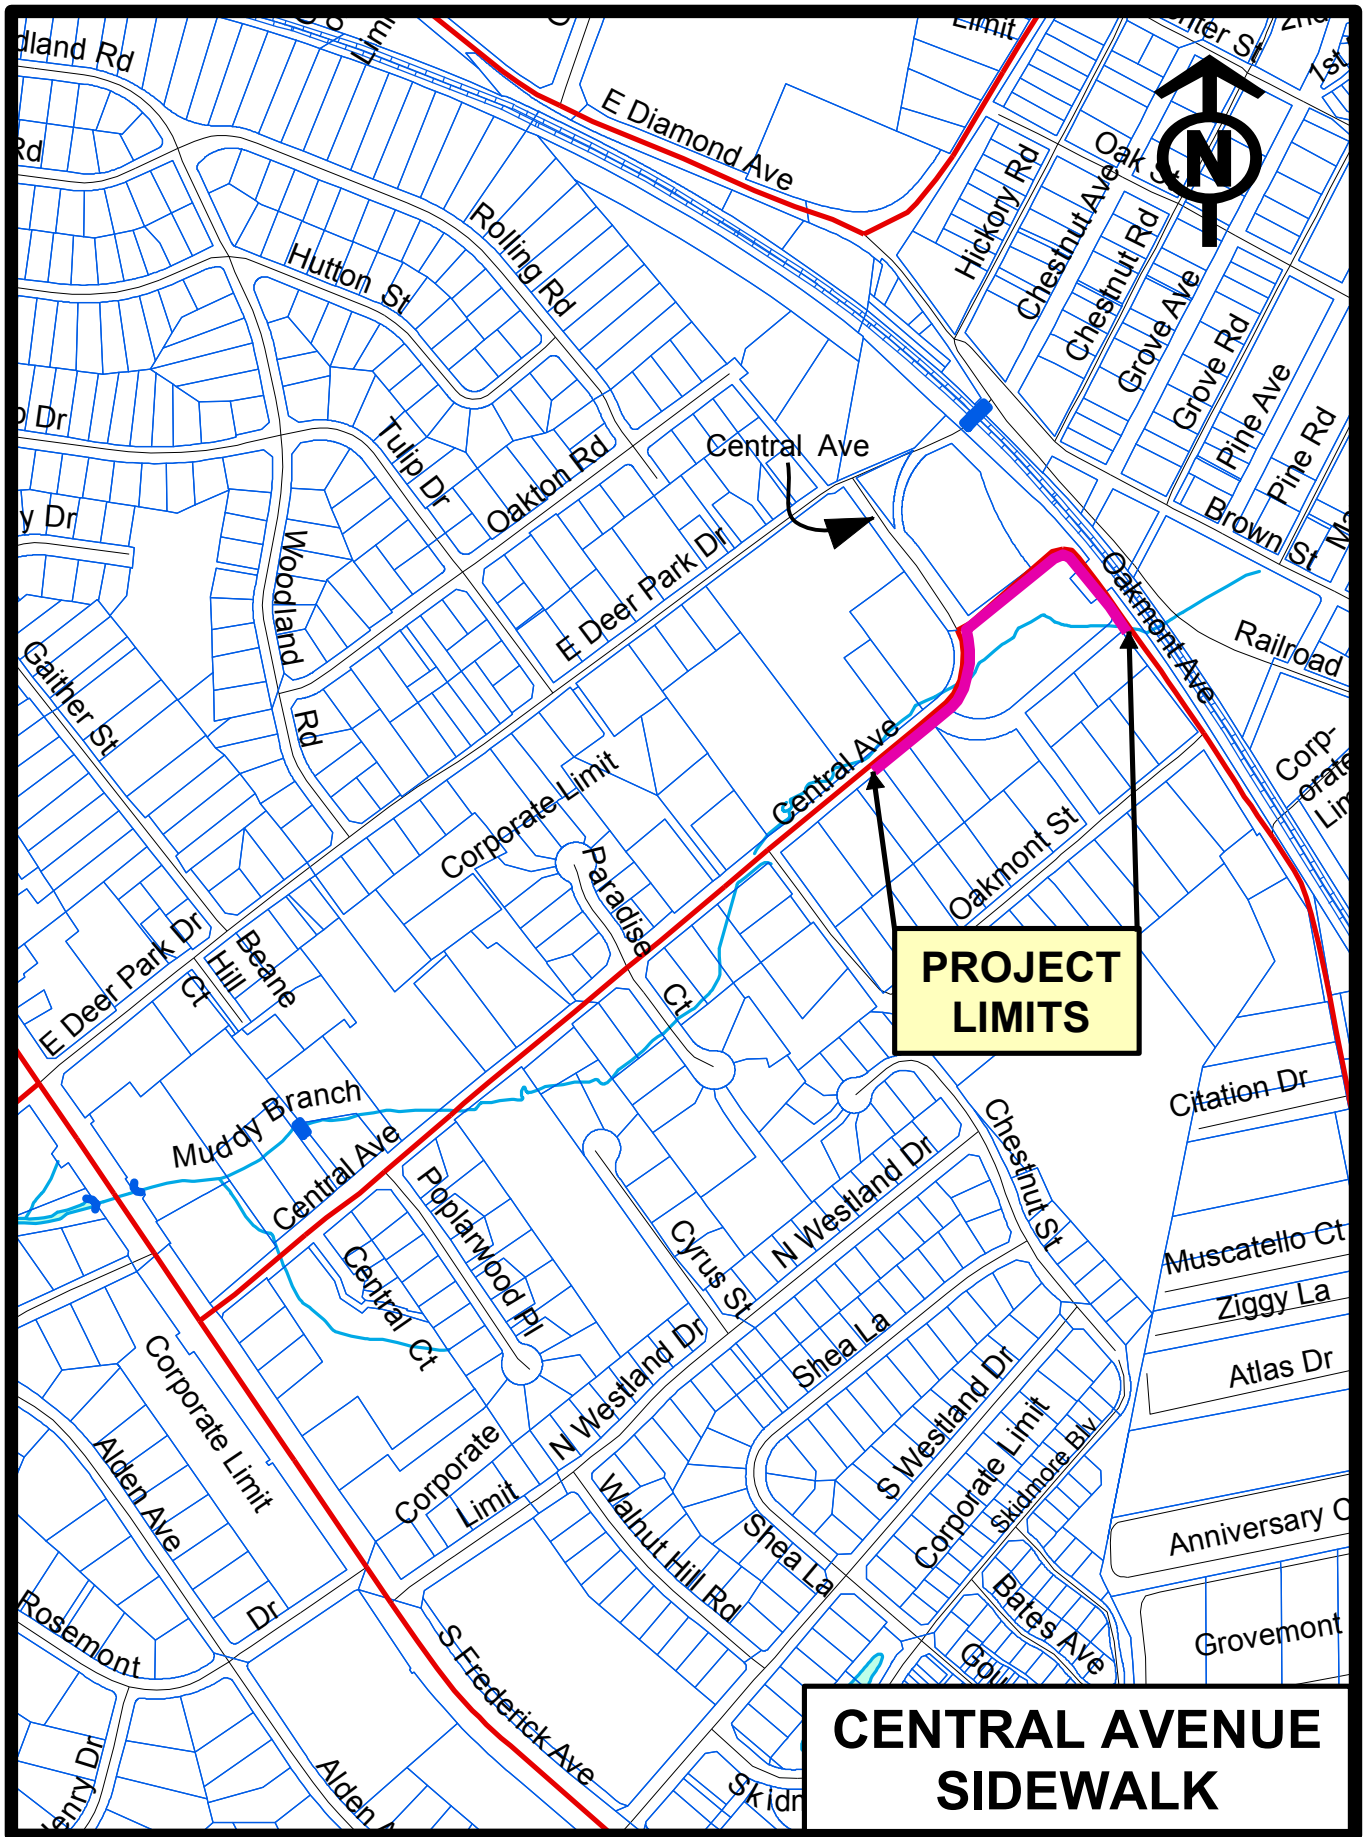 Limit
E Diamond Ave
Oak St
N
Hickory Rd
Chestnut Ave
Chestnut Rd
Grove Ave
Grove Rd
Pine Ave
Pine Rd
Brown St
Rolling Rd
Hutton St
Tulip Dr
Oakton Rd
Central Ave
E Deer Park Dr
Woodland
Rd
Gaither St
Oakmont Ave
Railroad
Corporate Limit
Central Ave
Oakmont St
Paradise
Ct
PROJECT
LIMITS
E Deer Park Dr
Beane
Hill
Ct
Muddy Branch
Central Ave
Poplarwood Pl
Central Ct
Cyrus St
N Westland Dr
Chestnut St
Citation Dr
Muscatello Ct
Ziggy La
Atlas Dr
N Westland Dr
Shea La
S Westland Dr
Corporate Limit
Skidmore Blv
Corporate Limit
Corporate
Limit
Alden Ave
Walnut Hill Rd
Shea La
Bates Ave
Anniversary C
Grovemont
Rosemont
Dr
S Frederick Ave
CENTRAL AVENUE
SIDEWALK